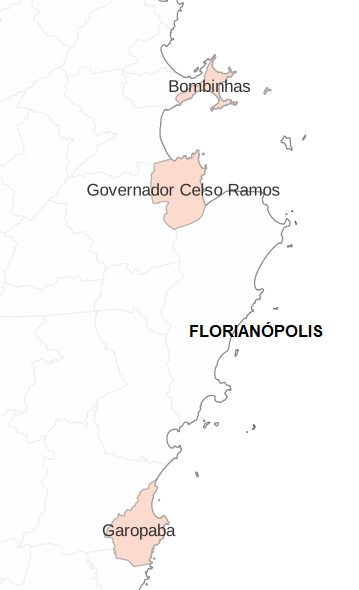 Bombinhas
Governador Celso Ramos
FLORIANÓPOLIS
Garopaba